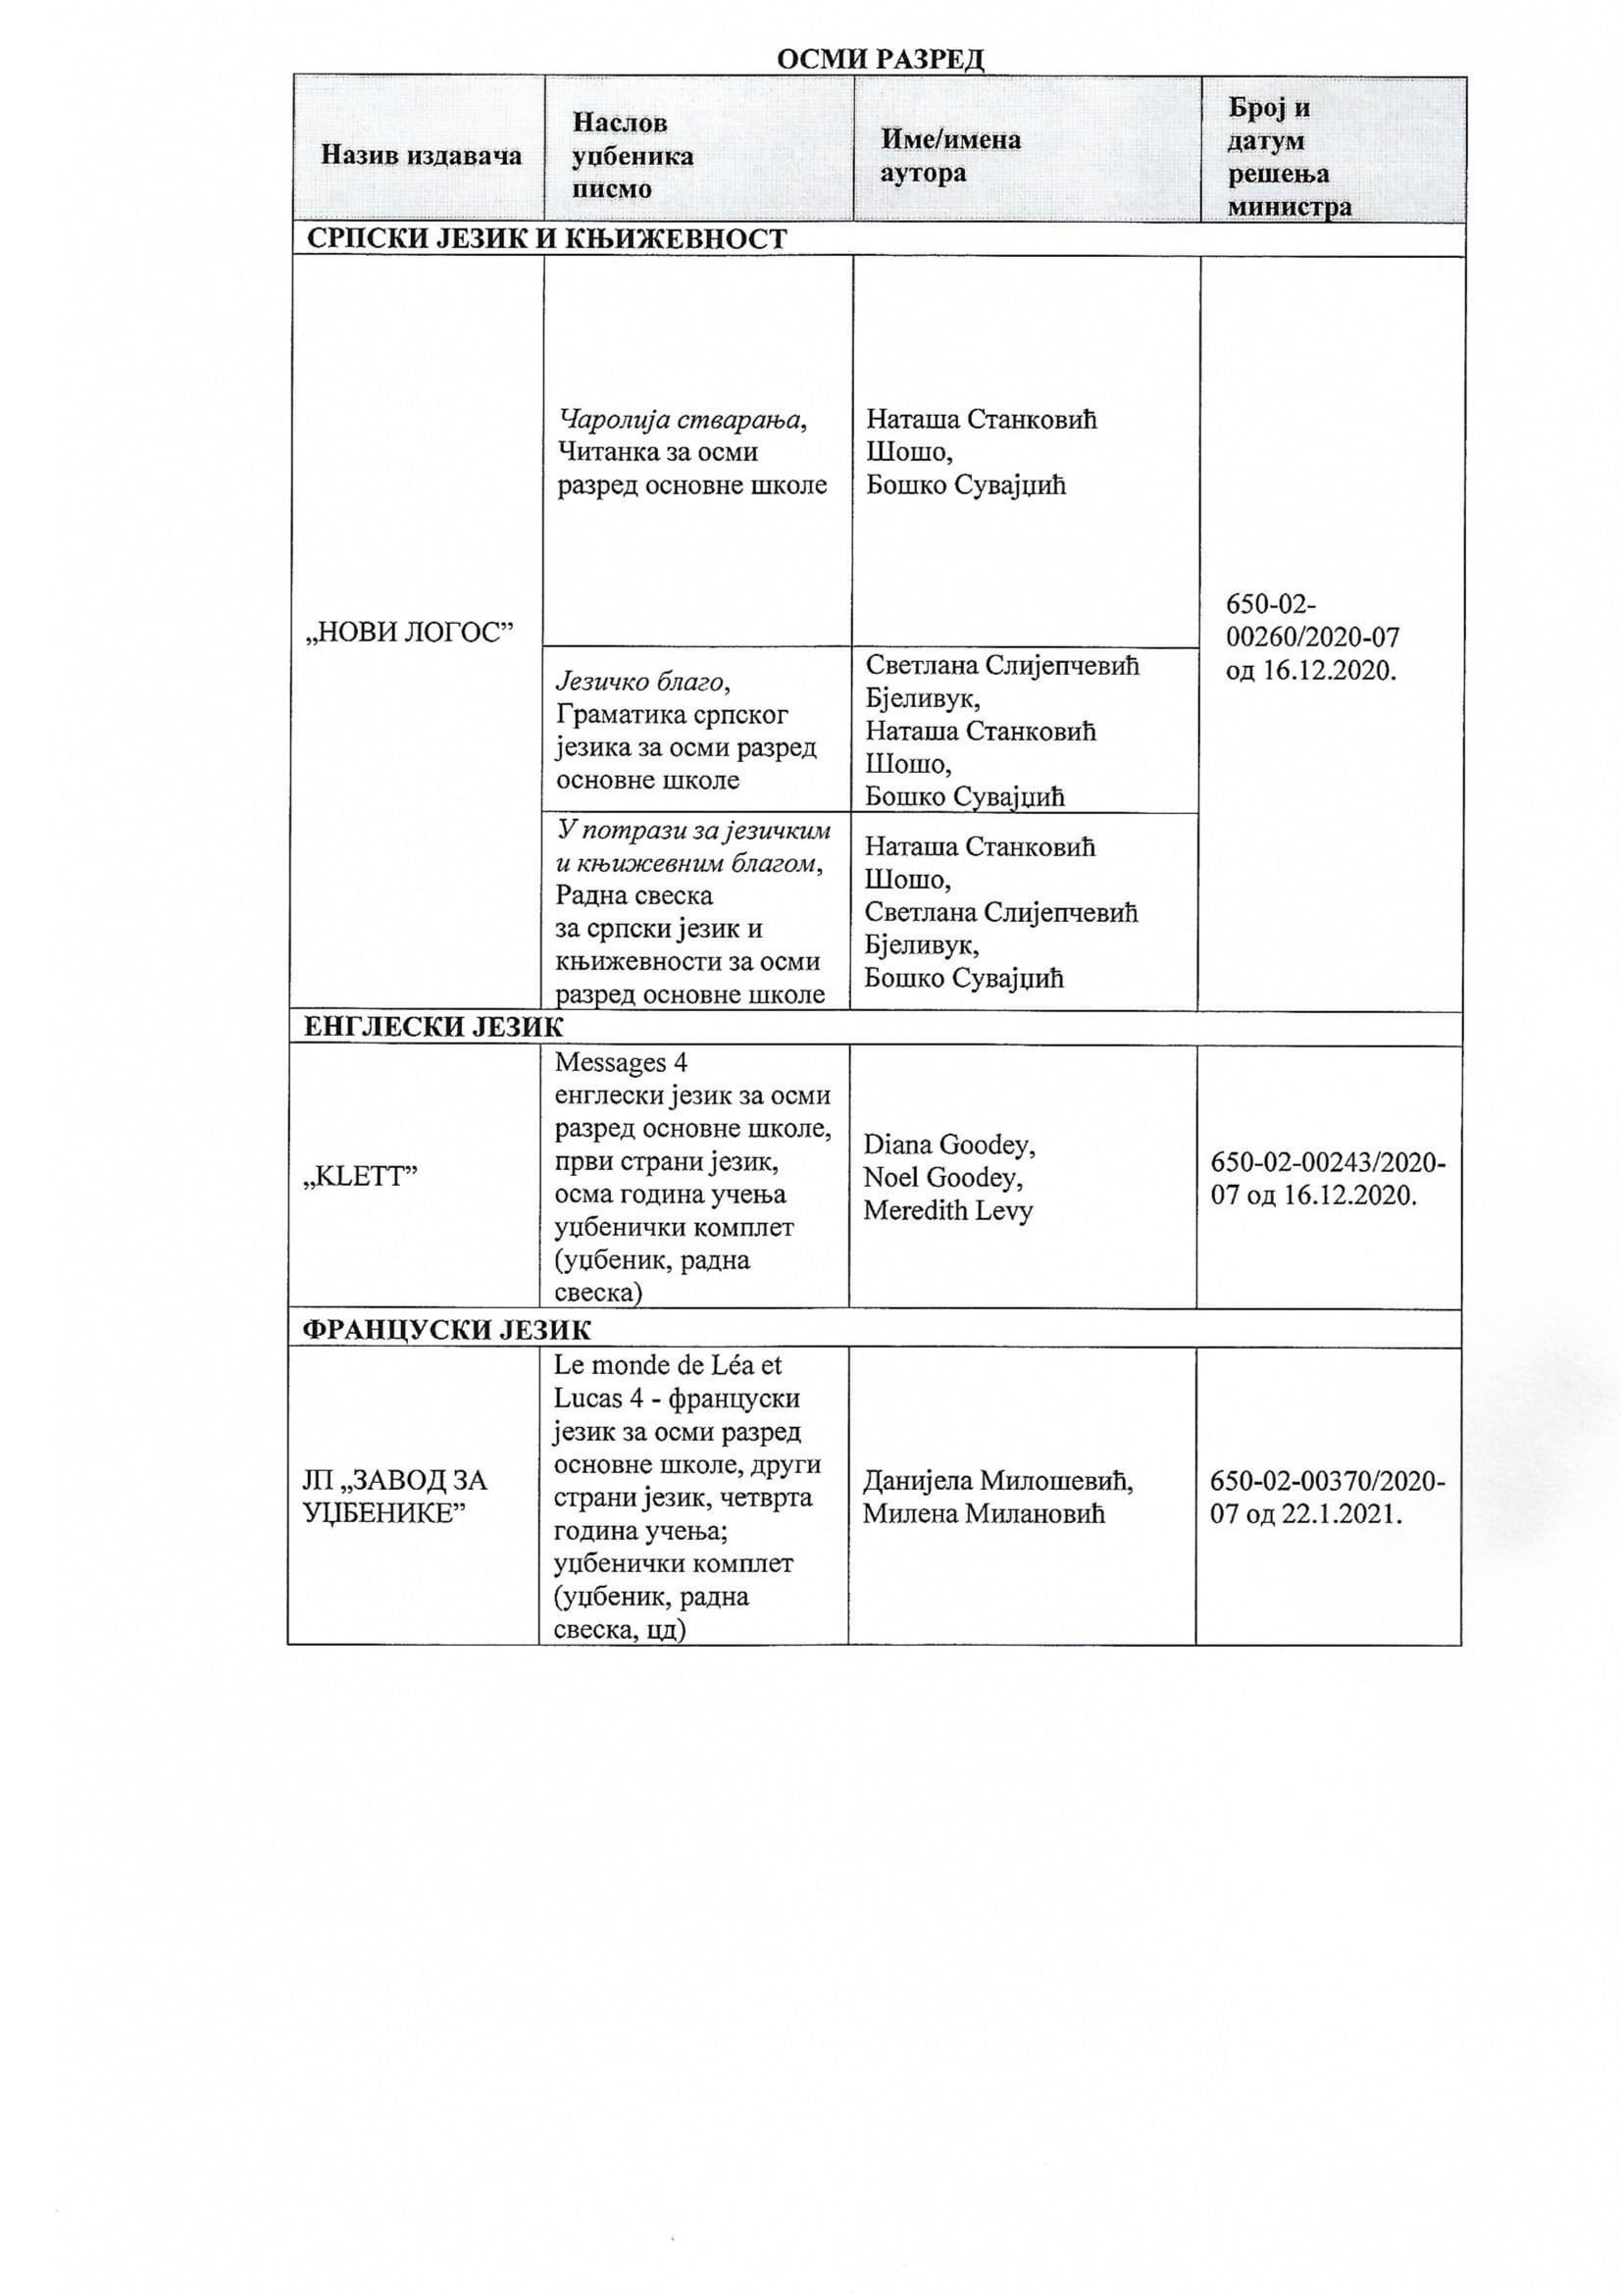 ОСМИ РАЗРЕД
Назив издавача
Наслов
уџбеника
писмо
Име/имена
аутора
Број и
датум
решења
министра
СРПСКИ ЈЕЗИК И КЊИЖЕВНОСТ
„НОВИ ЛОГОС”
Чаролија стварања,
Читанка за осми
разред основне школе
Наташа Станковић
Шошо,
Бошко Сувајџић
650-02-
00260/2020-07
од 16.12.2020.
Језичко благо,
Граматика српског
језика за осми разред
основне школе
Светлана Слијепчевић
Бјеливук,
Наташа Станковић
Шошо,
Бошко Сувајџић
У потрази за језичким
и књижевним благом,
Радна свеска
за српски језик и
књижевности за осми
разред основне школе
Наташа Станковић
Шошо,
Светлана Слијепчевић
Бјеливук,
Бошко Сувајџић
ЕНГЛЕСКИ ЈЕЗИК
„KLETT”
Messages 4
енглески језик за осми
разред основне школе,
први страни језик,
осма година учења
уџбенички комплет
(уџбеник, радна
свеска)
Diana Goodey,
Noel Goodey,
Meredith Levy
650-02-00243/2020-
07 од 16.12.2020.
ФРАНЦУСКИ ЈЕЗИК
ЈП „ЗАВОД ЗА
УЏБЕНИКЕ”
Le monde de Léa et
Lucas 4 - француски
језик за осми разред
основне школе, други
страни језик, четврта
година учења;
уџбенички комплет
(уџбеник, радна
свеска, цд)
Данијела Милошевић,
Милена Милановић
650-02-00370/2020-
07 од 22.1.2021.